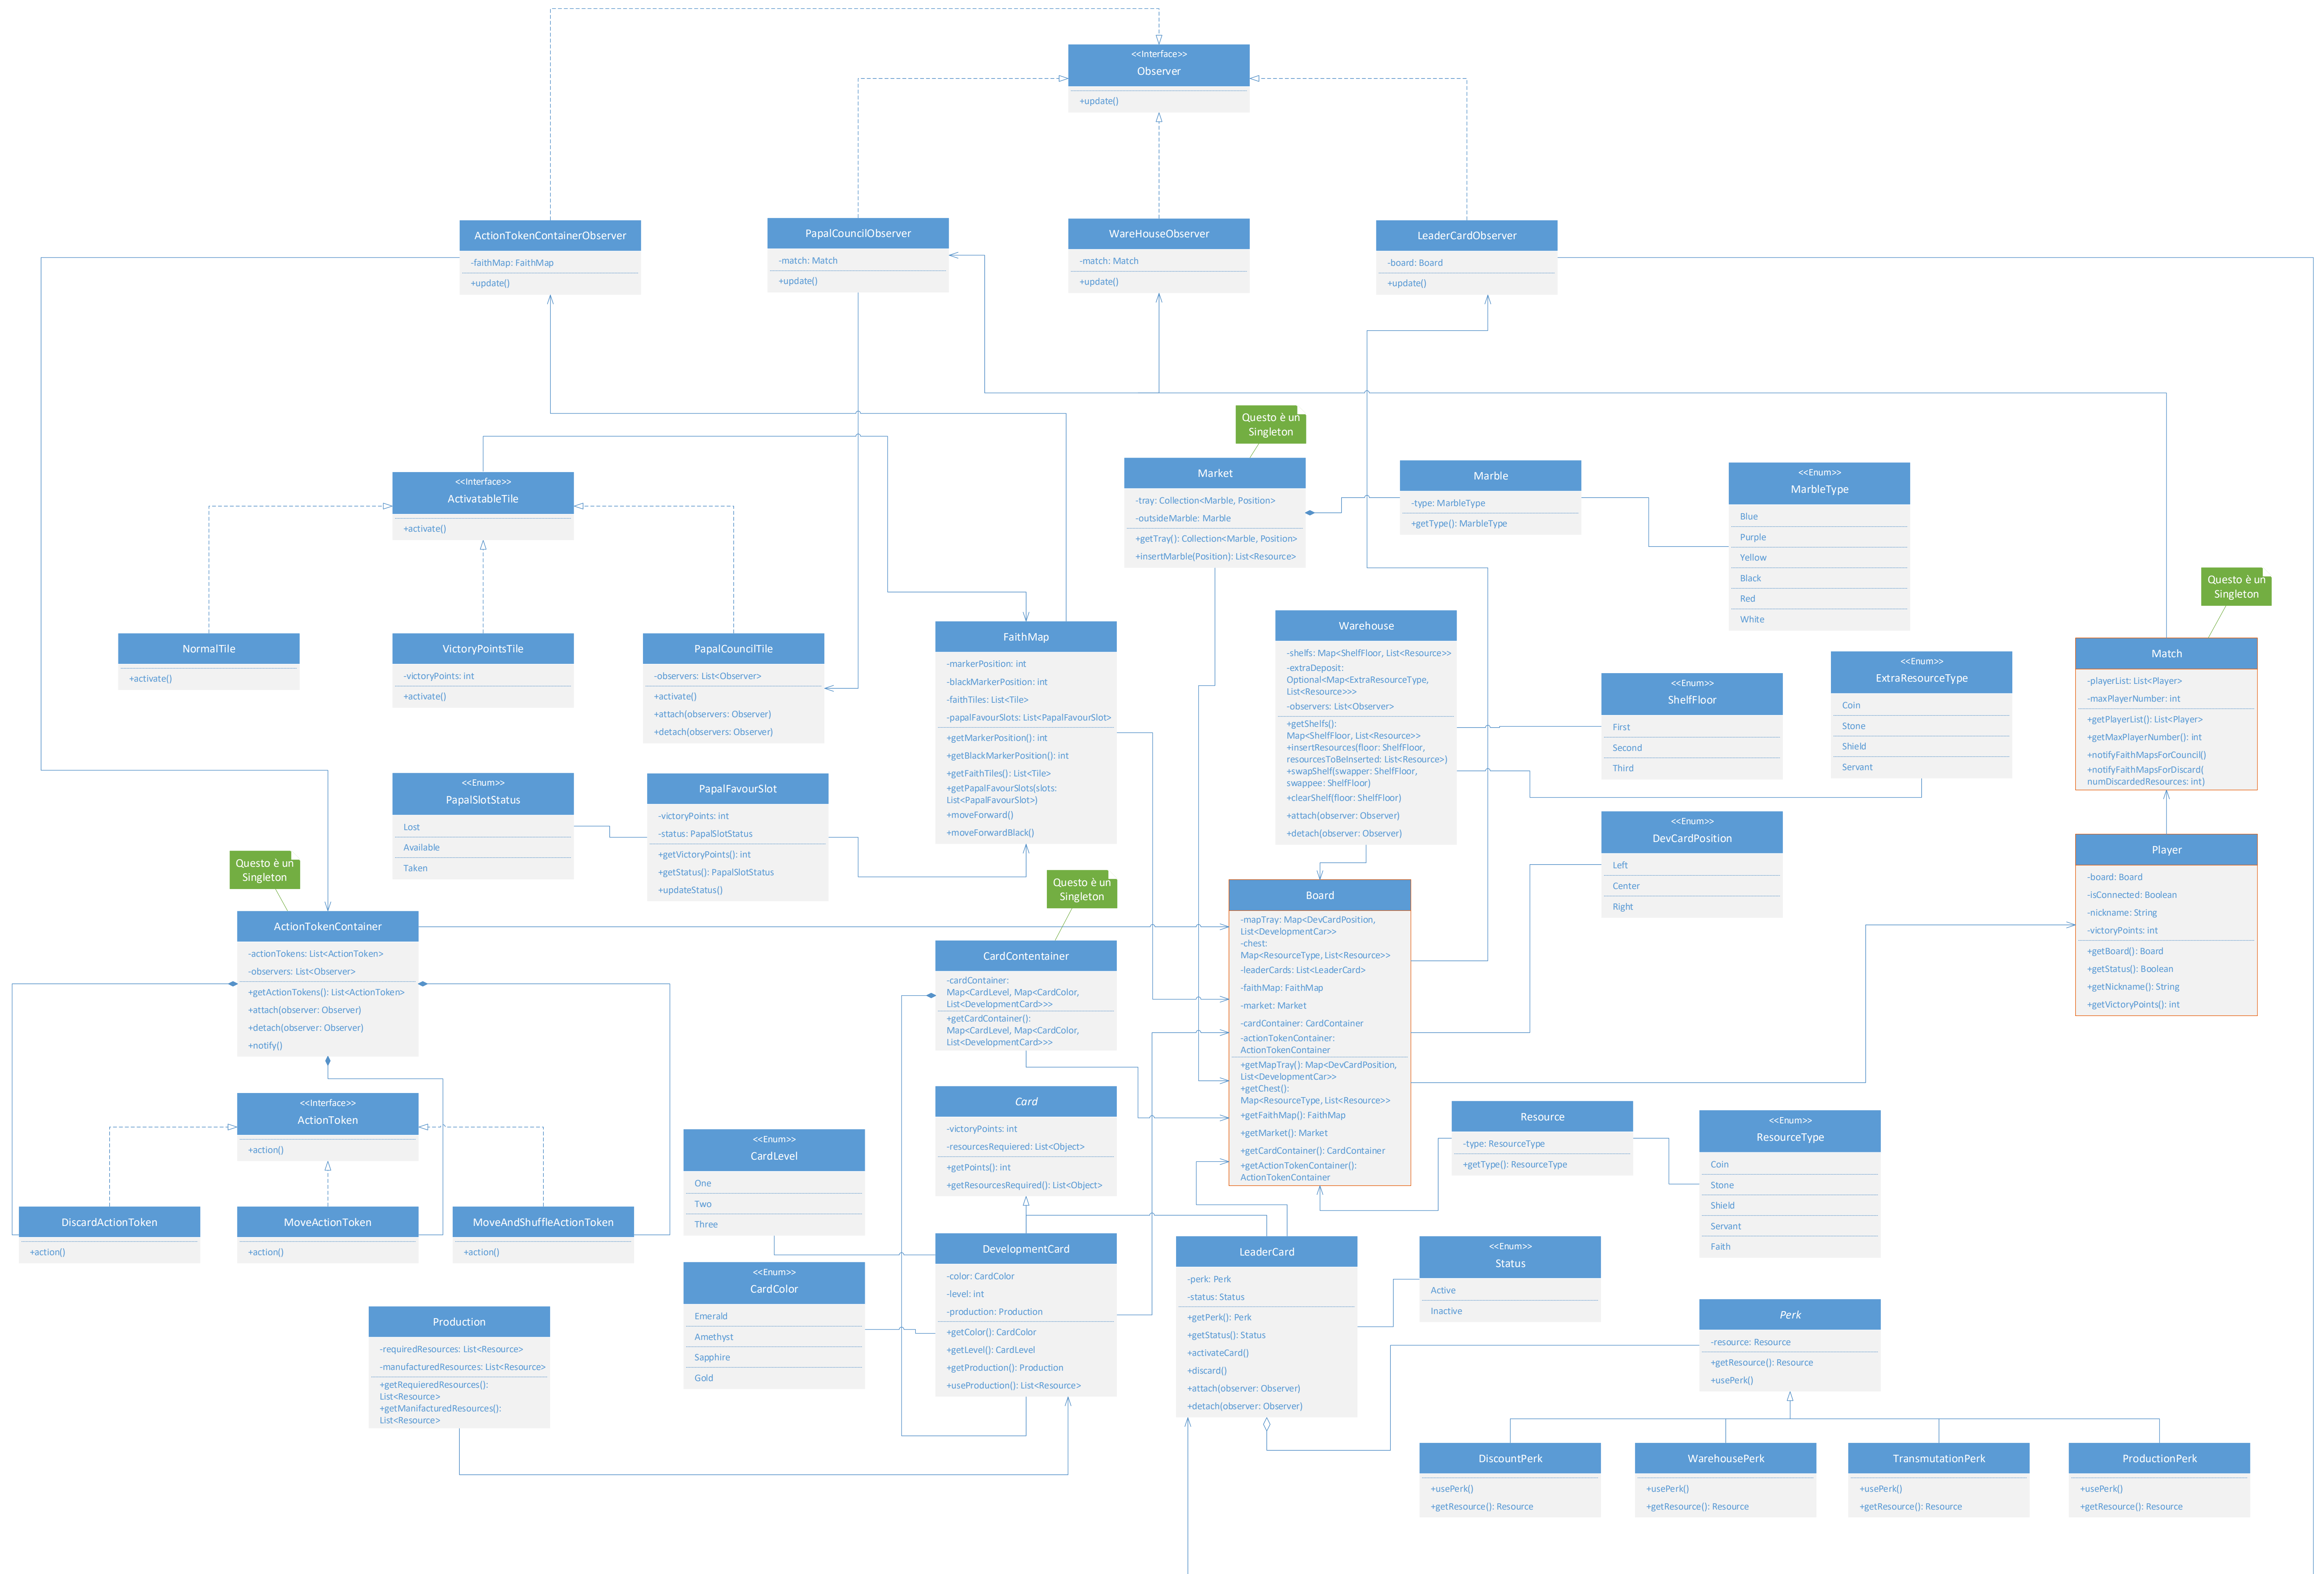 <<Interface>>
Observer
+update()
ActionTokenContainerObserver
-faithMap: FaithMap
+update()
PapalCouncilObserver
-match: Match
+update()
WareHouseObserver
-match: Match
+update()
LeaderCardObserver
-board: Board
+update()
Questo è un
Singleton
Market
-tray: Collection<Marble, Position>
-outsideMarble: Marble
+getTray(): Collection<Marble, Position>
+insertMarble(Position): List<Resource>
Marble
-type: MarbleType
+getType(): MarbleType
<<Enum>>
MarbleType
Blue
Purple
Yellow
Black
Red
White
<<Interface>>
ActivatableTile
+activate()
NormalTile
+activate()
VictoryPointsTile
-victoryPoints: int
+activate()
PapalCouncilTile
-observers: List<Observer>
+activate()
+attach(observers: Observer)
+detach(observers: Observer)
FaithMap
-markerPosition: int
-blackMarkerPosition: int
-faithTiles: List<Tile>
-papalFavourSlots: List<PapalFavourSlot>
+getMarkerPosition(): int
+getBlackMarkerPosition(): int
+getFaithTiles(): List<Tile>
+getPapalFavourSlots(slots:
List<PapalFavourSlot>)
+moveForward()
+moveForwardBlack()
Warehouse
-shelfs: Map<ShelfFloor, List<Resource>>
-extraDeposit:
Optional<Map<ExtraResourceType,
List<Resource>>>
-observers: List<Observer>
+getShelfs():
Map<ShelfFloor, List<Resource>>
+insertResources(floor: ShelfFloor,
resourcesToBeInserted: List<Resource>)
+swapShelf(swapper: ShelfFloor,
swappee: ShelfFloor)
+clearShelf(floor: ShelfFloor)
+attach(observer: Observer)
+detach(observer: Observer)
<<Enum>>
ShelfFloor
First
Second
Third
<<Enum>>
ExtraResourceType
Coin
Stone
Shield
Servant
Questo è un
Singleton
Match
-playerList: List<Player>
-maxPlayerNumber: int
+getPlayerList(): List<Player>
+getMaxPlayerNumber(): int
+notifyFaithMapsForCouncil()
+notifyFaithMapsForDiscard(
numDiscardedResources: int)
<<Enum>>
PapalSlotStatus
Lost
Available
Taken
PapalFavourSlot
-victoryPoints: int
-status: PapalSlotStatus
+getVictoryPoints(): int
+getStatus(): PapalSlotStatus
+updateStatus()
<<Enum>>
DevCardPosition
Left
Center
Right
Player
-board: Board
-isConnected: Boolean
-nickname: String
-victoryPoints: int
+getBoard(): Board
+getStatus(): Boolean
+getNickname(): String
+getVictoryPoints(): int
Questo è un
Singleton
ActionTokenContainer
-actionTokens: List<ActionToken>
-observers: List<Observer>
+getActionTokens(): List<ActionToken>
+attach(observer: Observer)
+detach(observer: Observer)
+notify()
Questo è un
Singleton
CardContentainer
-cardContainer:
Map<CardLevel, Map<CardColor,
List<DevelopmentCard>>>
+getCardContainer():
Map<CardLevel, Map<CardColor,
List<DevelopmentCard>>>
Board
-mapTray: Map<DevCardPosition,
List<DevelopmentCar>>
-chest:
Map<ResourceType, List<Resource>>
-leaderCards: List<LeaderCard>
-faithMap: FaithMap
-market: Market
-cardContainer: CardContainer
-actionTokenContainer:
ActionTokenContainer
+getMapTray(): Map<DevCardPosition,
List<DevelopmentCar>>
+getChest():
Map<ResourceType, List<Resource>>
+getFaithMap(): FaithMap
+getMarket(): Market
+getCardContainer(): CardContainer
+getActionTokenContainer():
ActionTokenContainer
<<Interface>>
ActionToken
+action()
DiscardActionToken
+action()
MoveActionToken
+action()
MoveAndShuffleActionToken
+action()
Card
-victoryPoints: int
-resourcesRequiered: List<Object>
+getPoints(): int
+getResourcesRequired(): List<Object>
Resource
-type: ResourceType
+getType(): ResourceType
<<Enum>>
ResourceType
Coin
Stone
Shield
Servant
Faith
<<Enum>>
CardLevel
One
Two
Three
<<Enum>>
CardColor
Emerald
Amethyst
Sapphire
Gold
DevelopmentCard
-color: CardColor
-level: int
-production: Production
+getColor(): CardColor
+getLevel(): CardLevel
+getProduction(): Production
+useProduction(): List<Resource>
LeaderCard
-perk: Perk
-status: Status
+getPerk(): Perk
+getStatus(): Status
+activateCard()
+discard()
+attach(observer: Observer)
+detach(observer: Observer)
<<Enum>>
Status
Active
Inactive
Production
-requiredResources: List<Resource>
-manufacturedResources: List<Resource>
+getRequieredResources():
List<Resource>
+getManifacturedResources():
List<Resource>
Perk
-resource: Resource
+getResource(): Resource
+usePerk()
DiscountPerk
+usePerk()
+getResource(): Resource
WarehousePerk
+usePerk()
+getResource(): Resource
TransmutationPerk
+usePerk()
+getResource(): Resource
ProductionPerk
+usePerk()
+getResource(): Resource